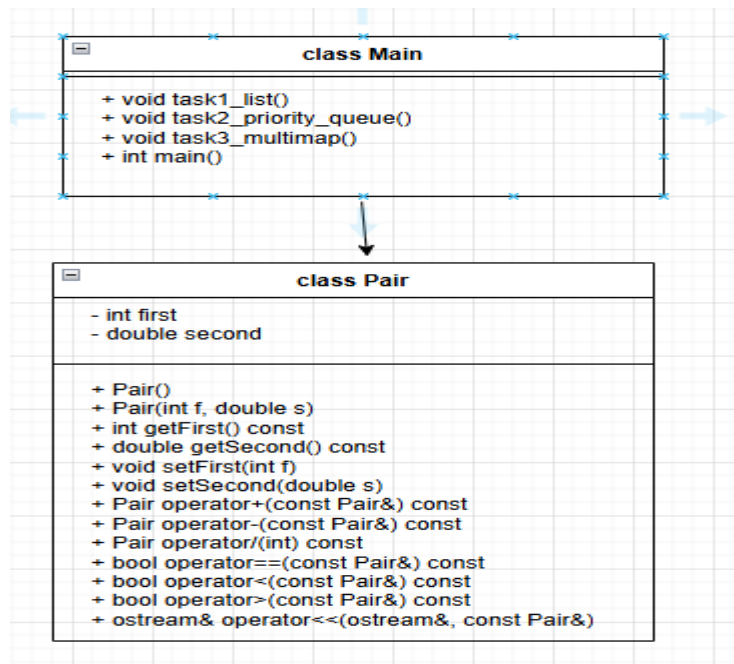 class Main
+ void task1_list()
+ void task2_priority_queue()
+ void task3_multimap()
+ int main()
class Pair
- int first
- double second
+ Pair()
+ Pair(int f, double s)
+ int getFirst() const
+ double getSecond() const
+ void setFirst(int f)
+ void setSecond(double s)
+ Pair operator+(const Pair&) const
+ Pair operator-(const Pair&) const
+ Pair operator/(int) const
+ bool operator==(const Pair&) const
+ bool operator<(const Pair&) const
+ bool operator>(const Pair&) const
+ ostream& operator<<(ostream&, const Pair&)